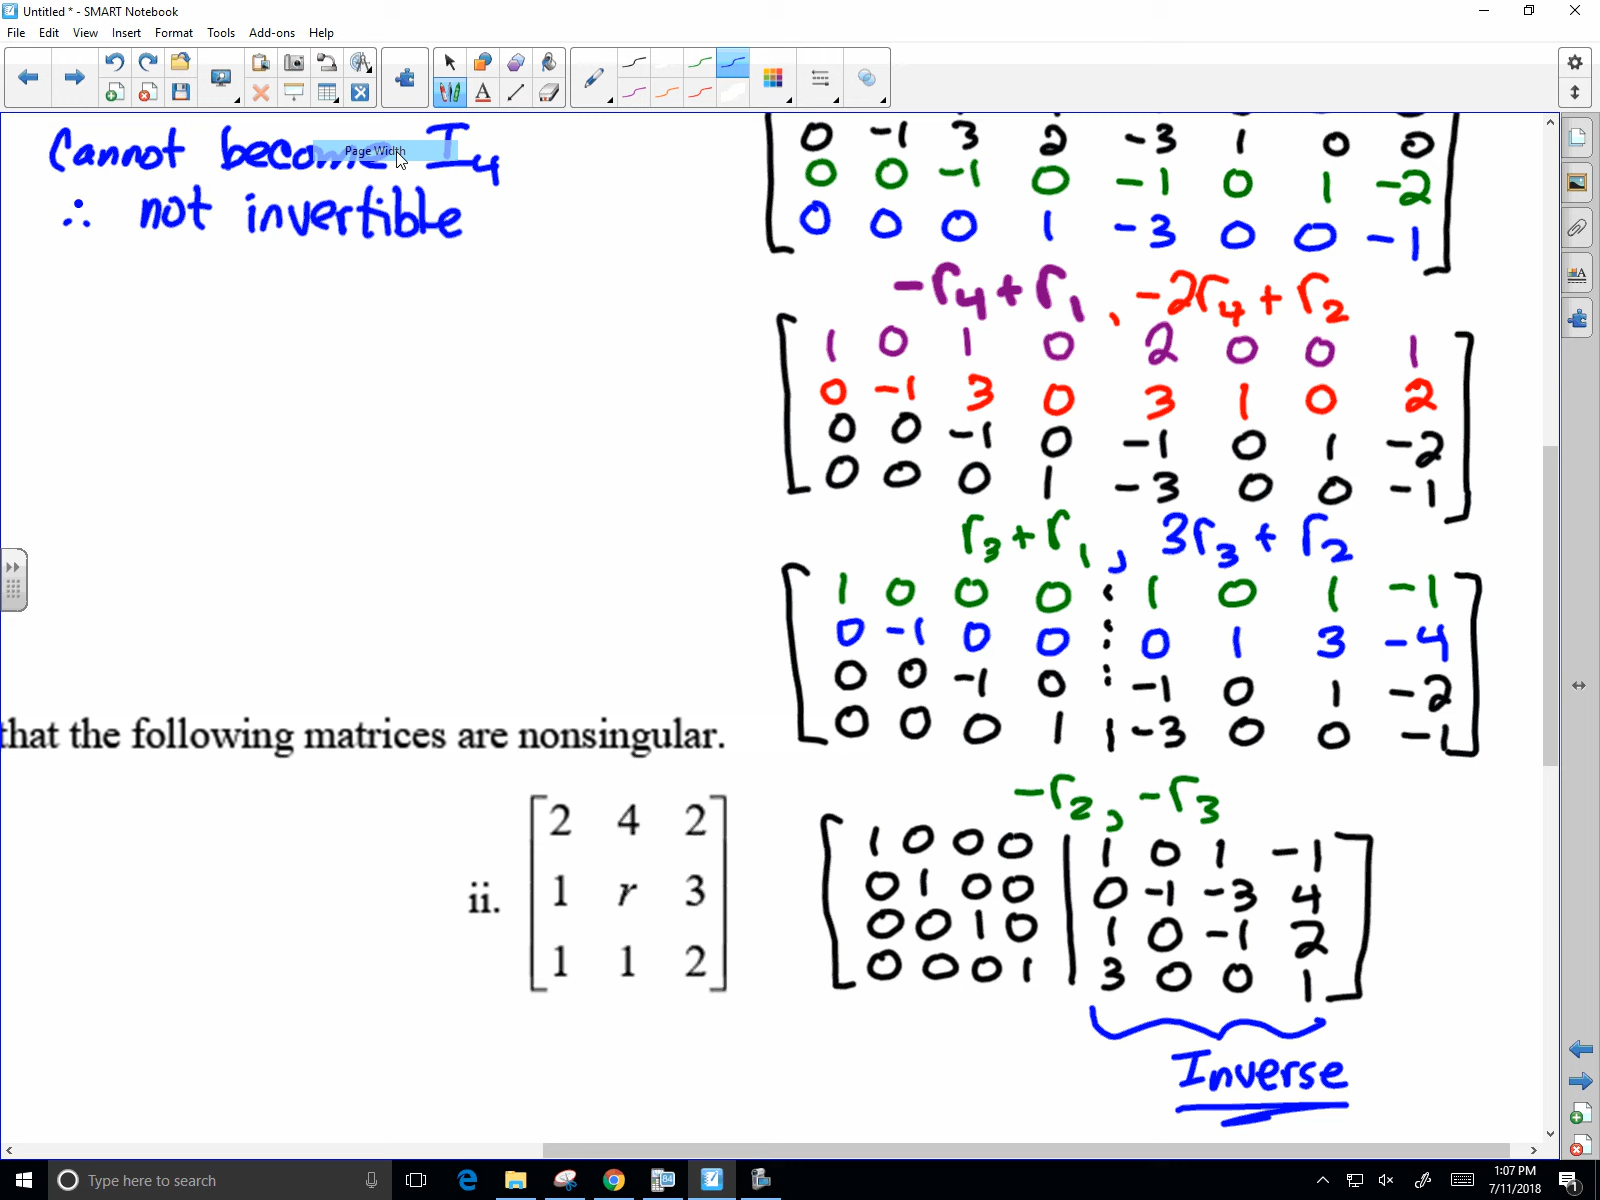 Untitled * - SMART Notebook
File Edit View Insert Format Tools Add-ons Help
Cannot become I4
Page Width
∴ not invertible
0 -1 3 2 -3 1 0 0
0 0 -1 0 -1 0 1 -2
0 0 0 1 -3 0 0 -1
-r4+r1, -2r4+r2
1 0 1 0 2 0 0 1
0 -1 3 0 3 1 0 2
0 0 -1 0 -1 0 1 -2
0 0 0 1 -3 0 0 -1
r3+r1, 3r3+r2
1 0 0 0 1 0 1 -1
0 -1 0 0 0 1 3 -4
0 0 -1 0 -1 0 1 -2
0 0 0 1 -3 0 0 -1
that the following matrices are nonsingular.
ii.
2 4 2
1 r 3
1 1 2
-r2, -r3
1 0 0 0 | 1 0 1 -1
0 1 0 0 | 0 -1 -3 4
0 0 1 0 | 1 0 -1 2
0 0 0 1 | 3 0 0 1
Inverse
Type here to search
84
1:07 PM
7/11/2018
1